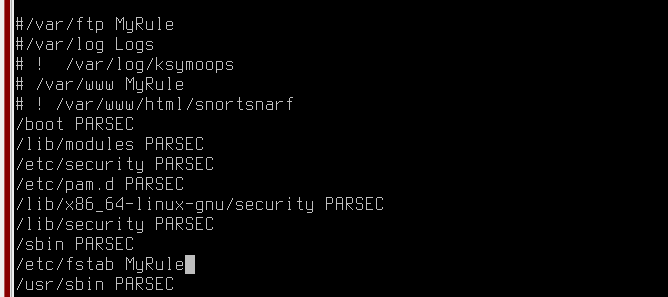 #/var/ftp MyRule
#/var/log Logs
# !  /var/log/ksymoops
# /var/www MyRule
# ! /var/www/html/snortsnarf
/boot PARSEC
/lib/modules PARSEC
/etc/security PARSEC
/etc/pam.d PARSEC
/lib/x86_64-linux-gnu/security PARSEC
/lib/security PARSEC
/sbin PARSEC
/etc/fstab MyRule
/usr/sbin PARSEC